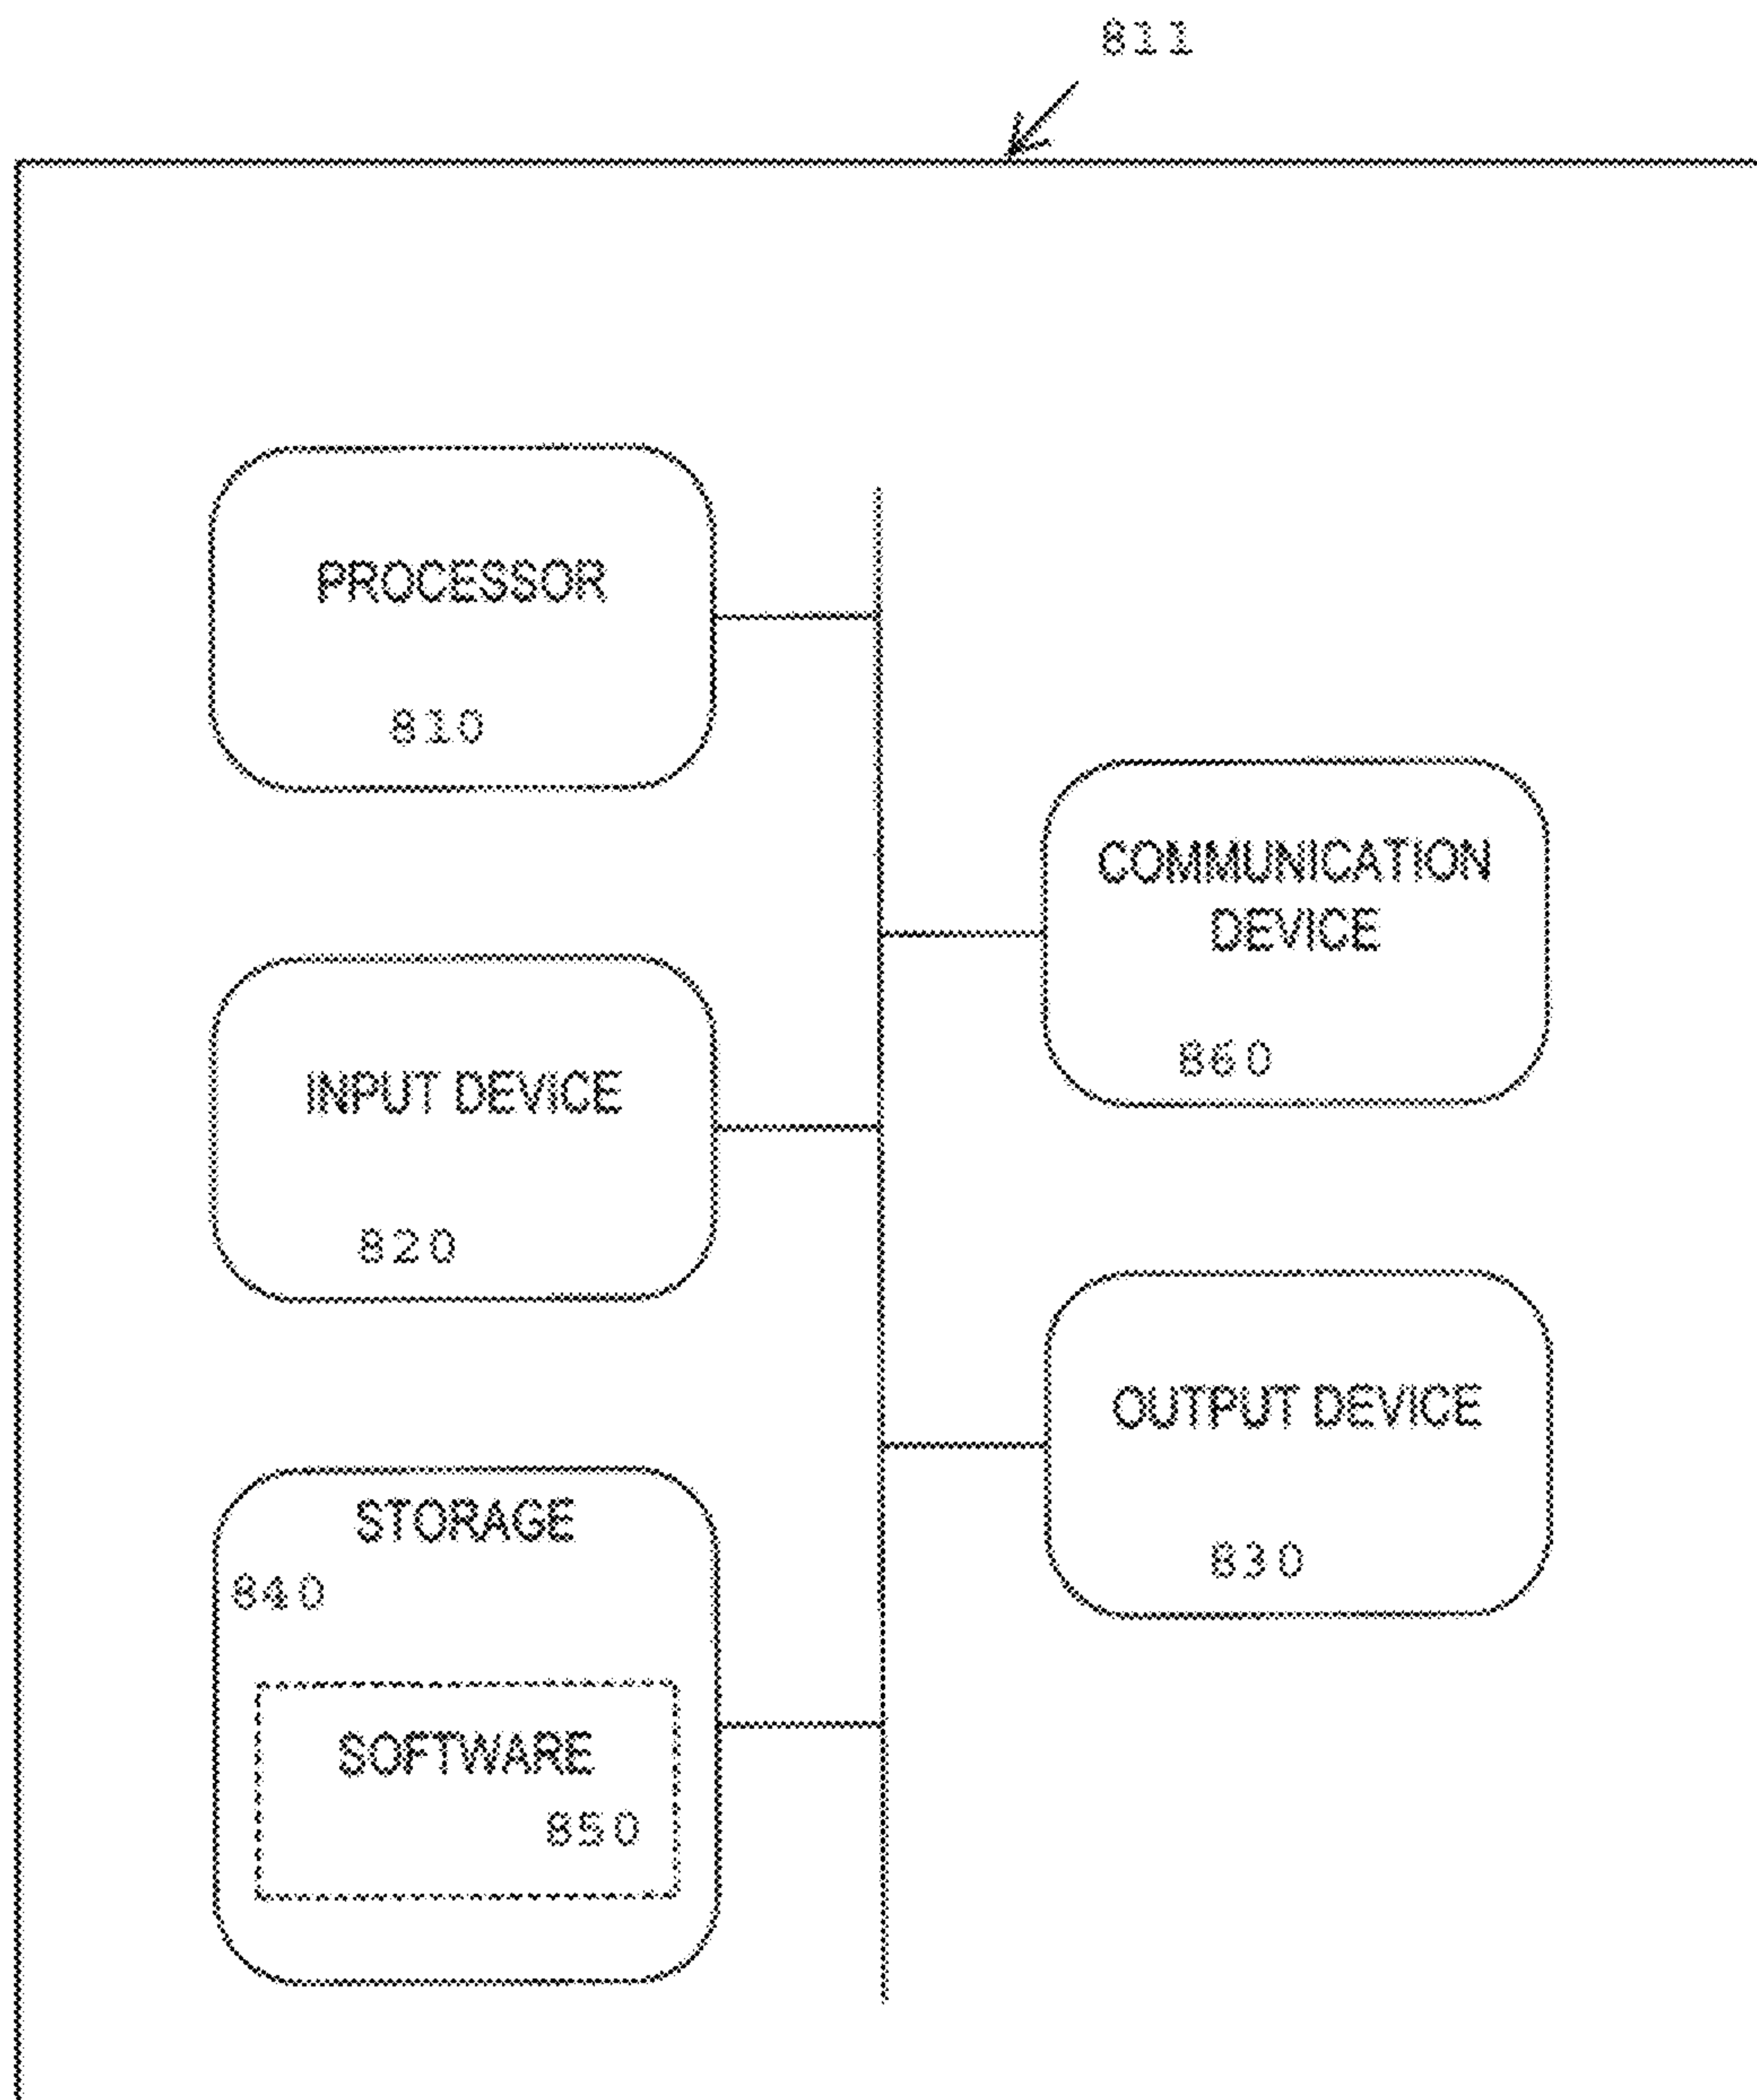 811
PROCESSOR
810
COMMUNICATION
DEVICE
860
INPUT DEVICE
820
OUTPUT DEVICE
830
STORAGE
840
SOFTWARE
850